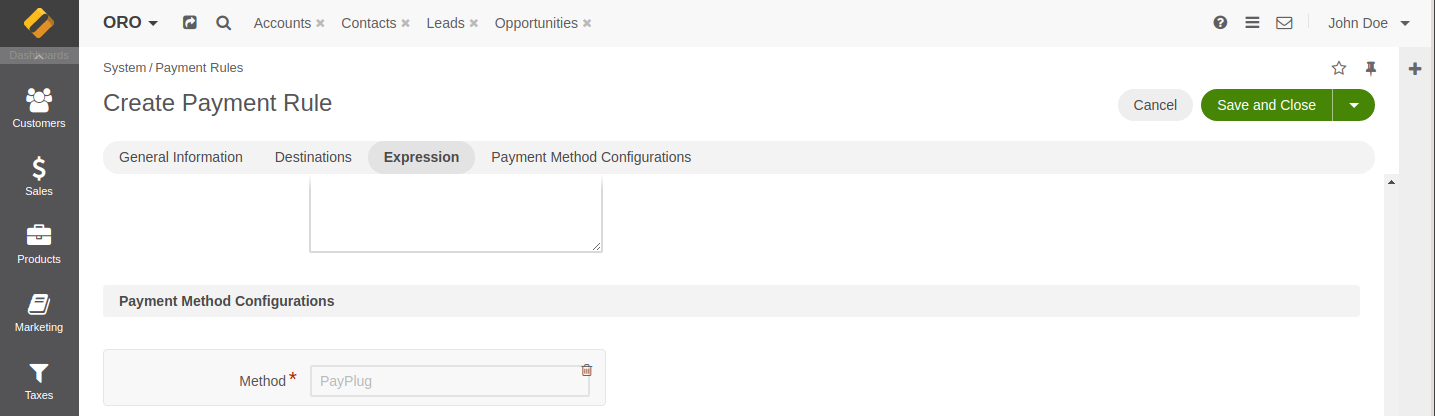 ORO
Accounts Contacts Leads Opportunities
John Doe
Dashboards
Customers
Sales
Products
Marketing
Taxes
System / Payment Rules
Create Payment Rule
Cancel Save and Close
General Information Destinations Expression Payment Method Configurations
Payment Method Configurations
Method * PayPlug